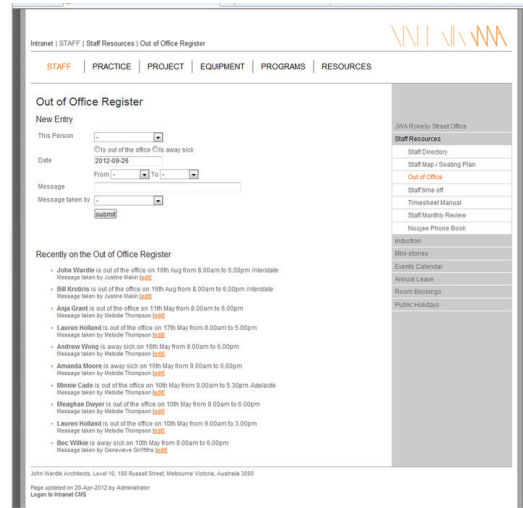 Intranet | STAFF | Staff Resources | Out of Office Register
STAFF | PRACTICE | PROJECT | EQUIPMENT | PROGRAMS | RESOURCES
Out of Office Register
New Entry
This Person -
Is out of the office Is away sick
Date 2012-09-26
From - To -
Message
Message taken by -
submit
Recently on the Out of Office Register
John Wardle is out of the office on 16th Aug from 8.00am to 6.00pm Interstate
Message taken by Justine Makin [edit]
Bill Krotiris is out of the office on 16th Aug from 8.00am to 6.00pm Interstate
Message taken by Justine Makin [edit]
Anja Grant is out of the office on 11th May from 8.00am to 6.00pm
Message taken by Melodie Thompson [edit]
Lauren Holland is out of the office on 17th May from 8.00am to 5.00pm
Message taken by Melodie Thompson [edit]
Andrew Wong is away sick on 16th May from 9.00am to 6.00pm
Message taken by Melodie Thompson [edit]
Amanda Moore is away sick on 16th May from 9.00am to 6.00pm
Message taken by Melodie Thompson [edit]
Minnie Cade is out of the office on 10th May from 9.00am to 5.30pm Adelaide
Message taken by Melodie Thompson [edit]
Meaghan Dwyer is out of the office on 10th May from 9.00am to 6.00pm
Message taken by Melodie Thompson [edit]
Lauren Holland is out of the office on 10th May from 9.00am to 3.00pm
Message taken by Melodie Thompson [edit]
Bec Wilkie is away sick on 10th May from 9.00am to 6.00pm
Message taken by Genevieve Griffiths [edit]
JWA Rokeby Street Office
Staff Resources
Staff Directory
Staff Map / Seating Plan
Out of Office
Staff time off
Timesheet Manual
Staff Monthly Review
Noojee Phone Book
Induction
Mini-stories
Events Calendar
Annual Leave
Room Bookings
Public Holidays
John Wardle Architects, Level 10, 180 Russell Street, Melbourne Victoria, Australia 3000
Page updated on 20-Apr-2012 by Administrator
Logon to Intranet CMS